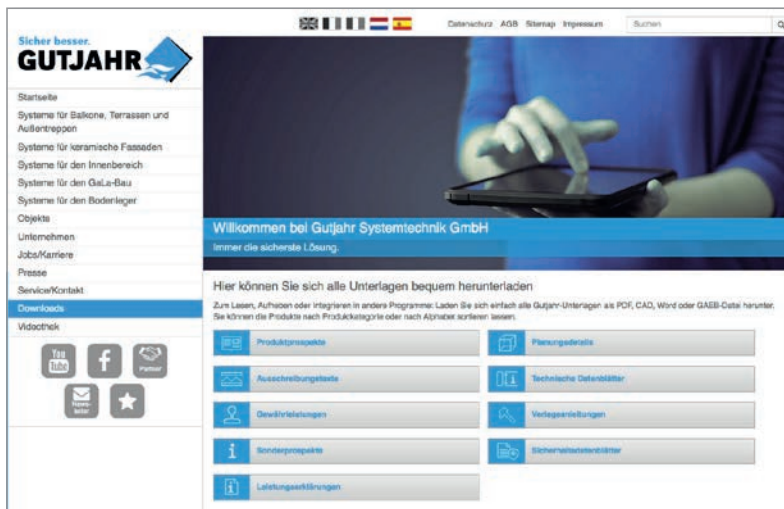 Datenschutz AGB Sitemap Impressum
Suchen
Sicher besser.
GUTJAHR
Startseite
Systeme für Balkone, Terrassen und
Außentreppen
Systeme für keramische Fassaden
Systeme für den Innenbereich
Systeme für den GaLa-Bau
Systeme für den Bodenleger
Objekte
Unternehmen
Jobs/Karriere
Presse
Service/Kontakt
Downloads
Videothek
You
Tube
f
Partner
News-
letter
Willkommen bei Gutjahr Systemtechnik GmbH
Immer die sicherste Lösung.
Hier können Sie sich alle Unterlagen bequem herunterladen
Zum Lesen, Aufheben oder Integrieren in andere Programme: Laden Sie sich einfach alle Gutjahr-Unterlagen als PDF, CAD, Word oder GAEB-Datei herunter.
Sie können die Produkte nach Produktkategorie oder nach Alphabet sortieren lassen.
Produktprospekte
Planungsdetails
Ausschreibungstexte
Technische Datenblätter
Gewährleistungen
Verlegeanleitungen
Sonderprospekte
Sicherheitsdatenblätter
Leistungserklärungen